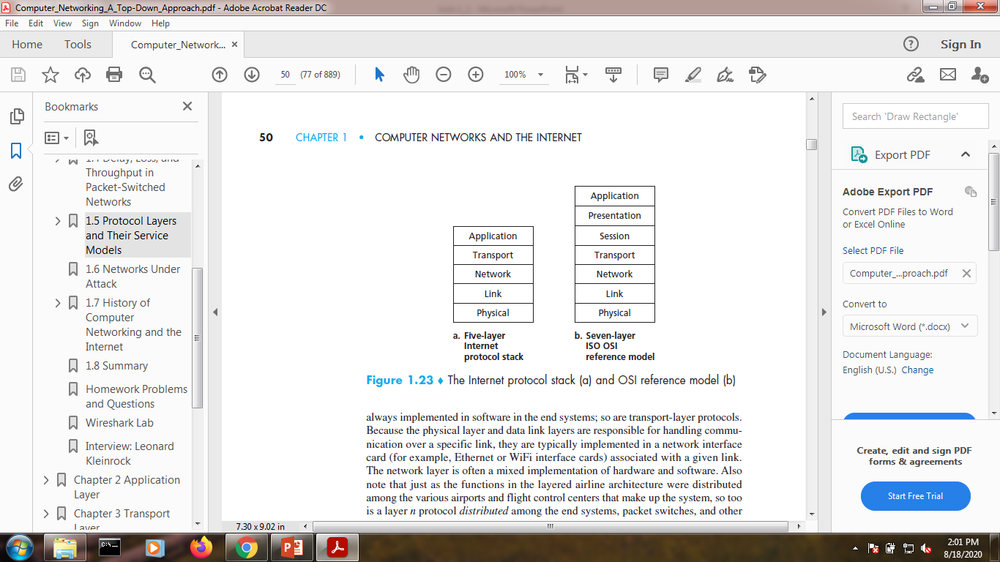 Computer_Networking_A_Top-Down_Approach.pdf - Adobe Acrobat Reader DC
File Edit View Sign Window Help
Home Tools Computer_Network... × Sign In
50 (77 of 889) 100%
Bookmarks
1.4 Delay, Loss, and
Throughput in
Packet-Switched
Networks
1.5 Protocol Layers
and Their Service
Models
1.6 Networks Under
Attack
1.7 History of
Computer
Networking and the
Internet
1.8 Summary
Homework Problems
and Questions
Wireshark Lab
Interview: Leonard
Kleinrock
Chapter 2 Application
Layer
Chapter 3 Transport
Layer
50 CHAPTER 1 • COMPUTER NETWORKS AND THE INTERNET
Application
Transport
Network
Link
Physical
a. Five-layer
Internet
protocol stack
Application
Presentation
Session
Transport
Network
Link
Physical
b. Seven-layer
ISO OSI
reference model
Figure 1.23 ♦ The Internet protocol stack (a) and OSI reference model (b)
always implemented in software in the end systems; so are transport-layer protocols.
Because the physical layer and data link layers are responsible for handling commu-
nication over a specific link, they are typically implemented in a network interface
card (for example, Ethernet or WiFi interface cards) associated with a given link.
The network layer is often a mixed implementation of hardware and software. Also
note that just as the functions in the layered airline architecture were distributed
among the various airports and flight control centers that make up the system, so too
is a layer n protocol distributed among the end systems, packet switches, and other
7.30 x 9.02 in
Search 'Draw Rectangle'
Export PDF
Adobe Export PDF
Convert PDF Files to Word
or Excel Online
Select PDF File
Computer_...proach.pdf
Convert to
Microsoft Word (*.docx)
Document Language:
English (U.S.) Change
Create, edit and sign PDF
forms & agreements
Start Free Trial
2:01 PM
8/18/2020